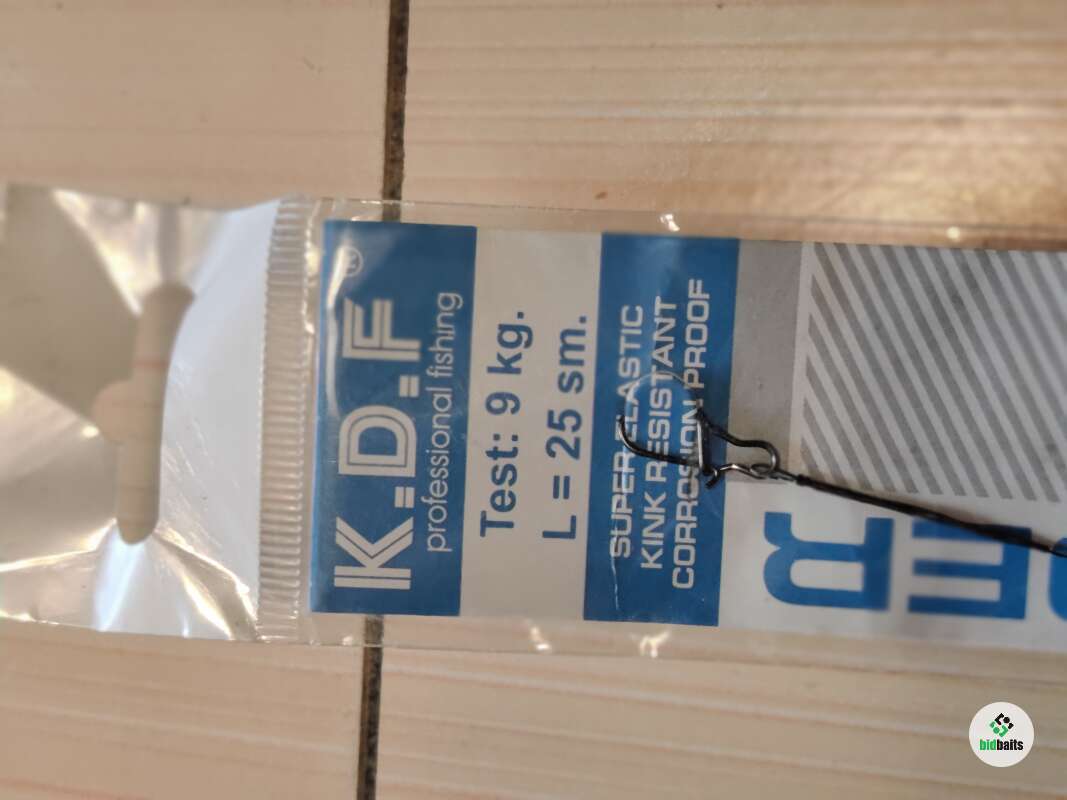 K.D.F®
professional fishing
Test: 9 kg.
L = 25 sm.
SUPER ELASTIC
KINK RESISTANT
CORROSION PROOF
bidbaits